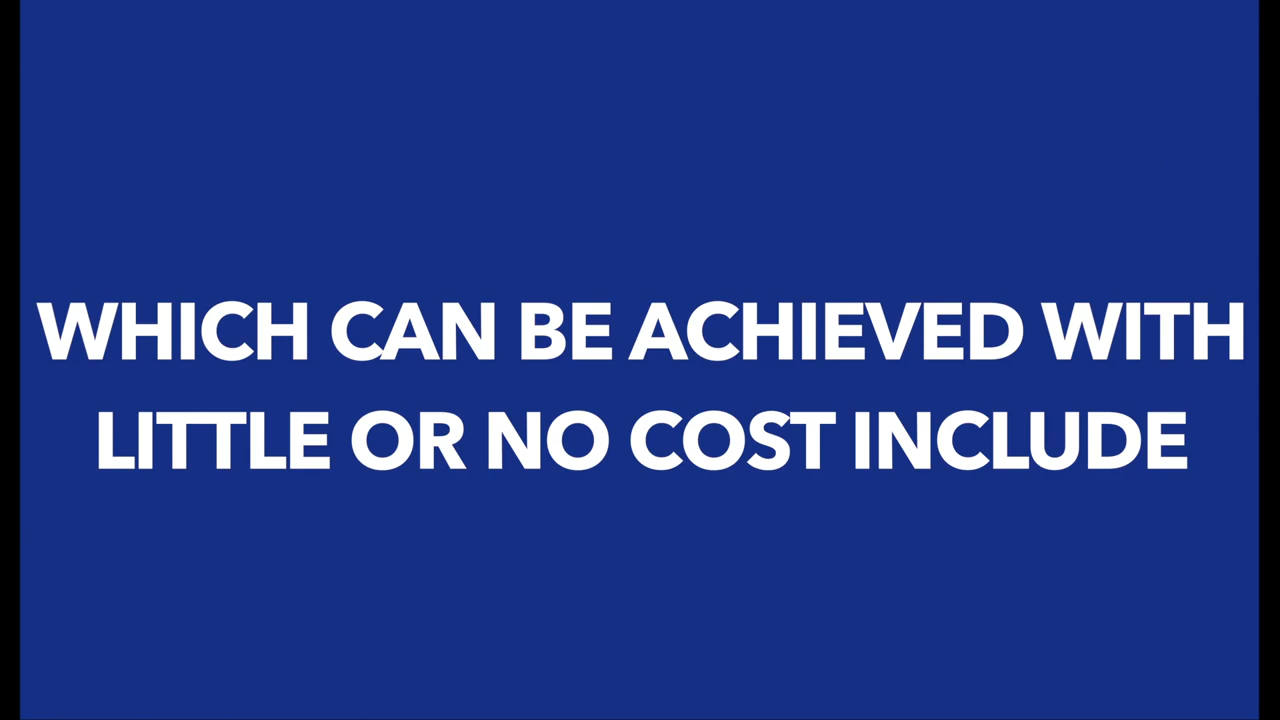 WHICH CAN BE ACHIEVED WITH
LITTLE OR NO COST INCLUDE